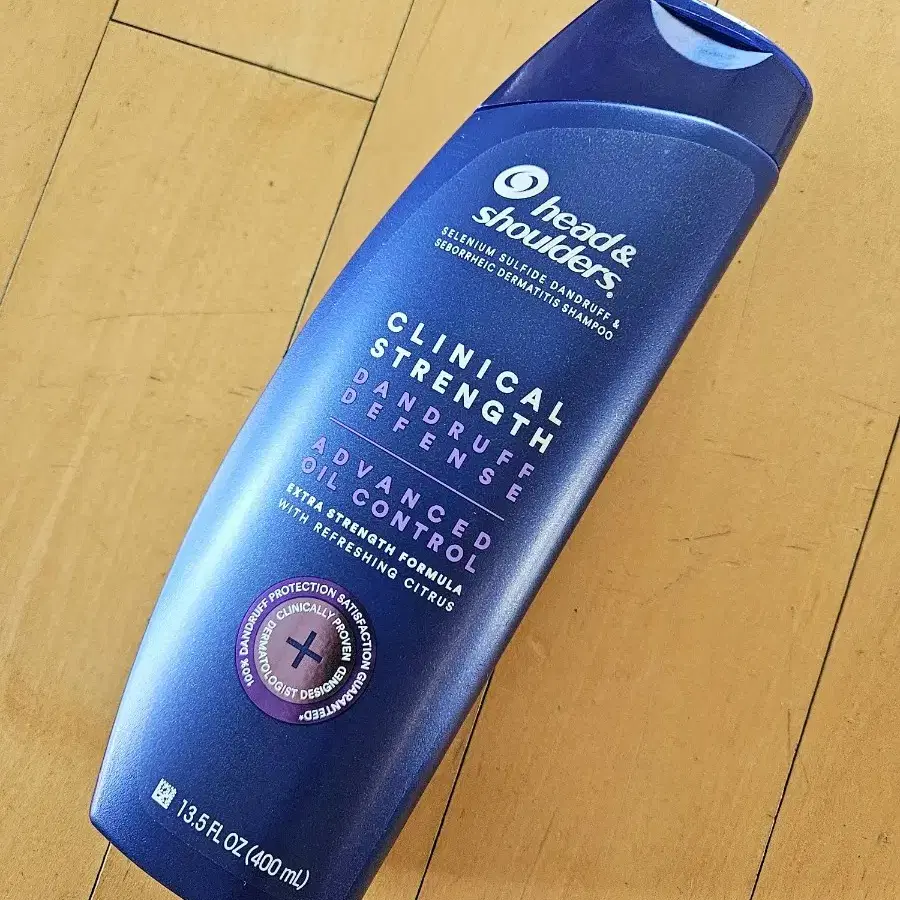 head &
shoulders®
SELENIUM SULFIDE DANDRUFF &
SEBORRHEIC DERMATITIS SHAMPOO
CLINICAL
STRENGTH
DANDRUFF
DEFENSE
ADVANCED
OIL CONTROL
EXTRA STRENGTH FORMULA
WITH REFRESHING CITRUS
100% DANDRUFF PROTECTION SATISFACTION GUARANTEED*
CLINICALLY PROVEN
DERMATOLOGIST DESIGNED
13.5 FL OZ (400 mL)